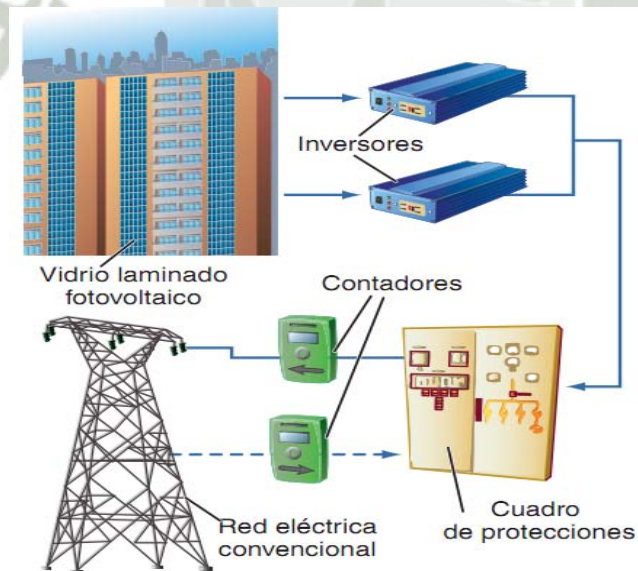 Inversores
Vidrio laminado
fotovoltaico
Contadores
Red eléctrica
convencional
Cuadro
de protecciones